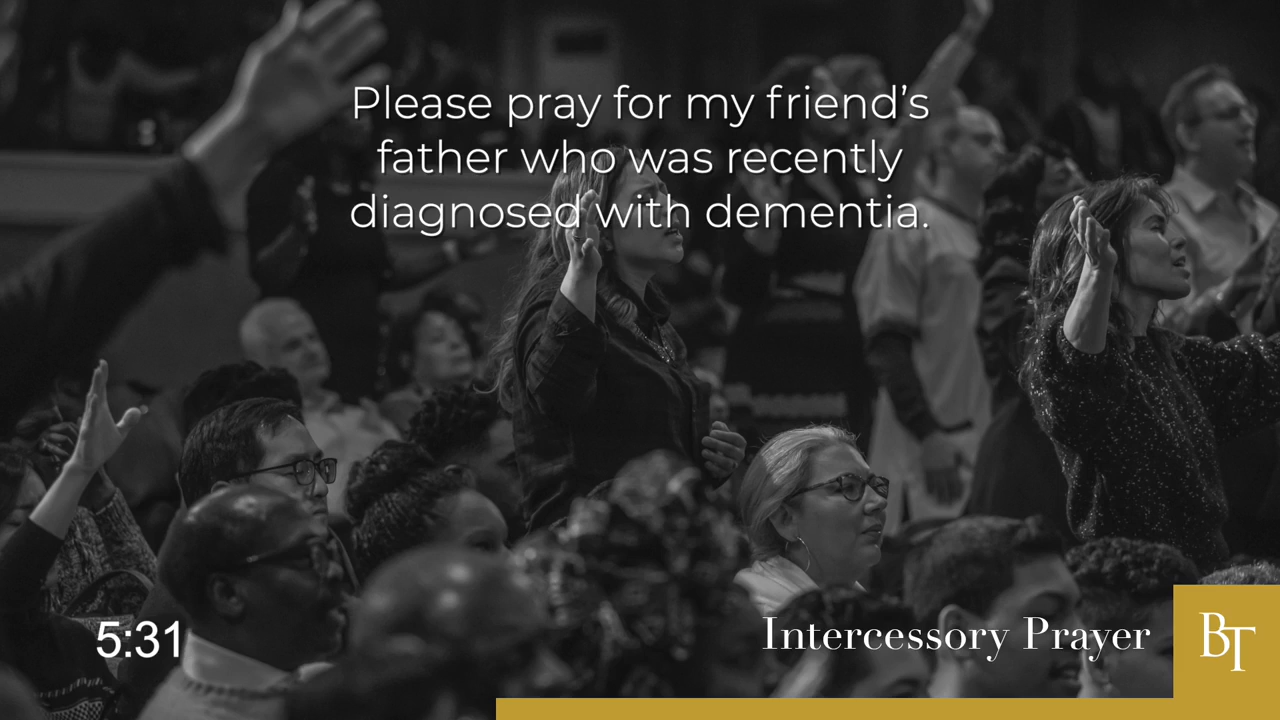 Please pray for my friend’s
father who was recently
diagnosed with dementia.
5:31
Intercessory Prayer
BT